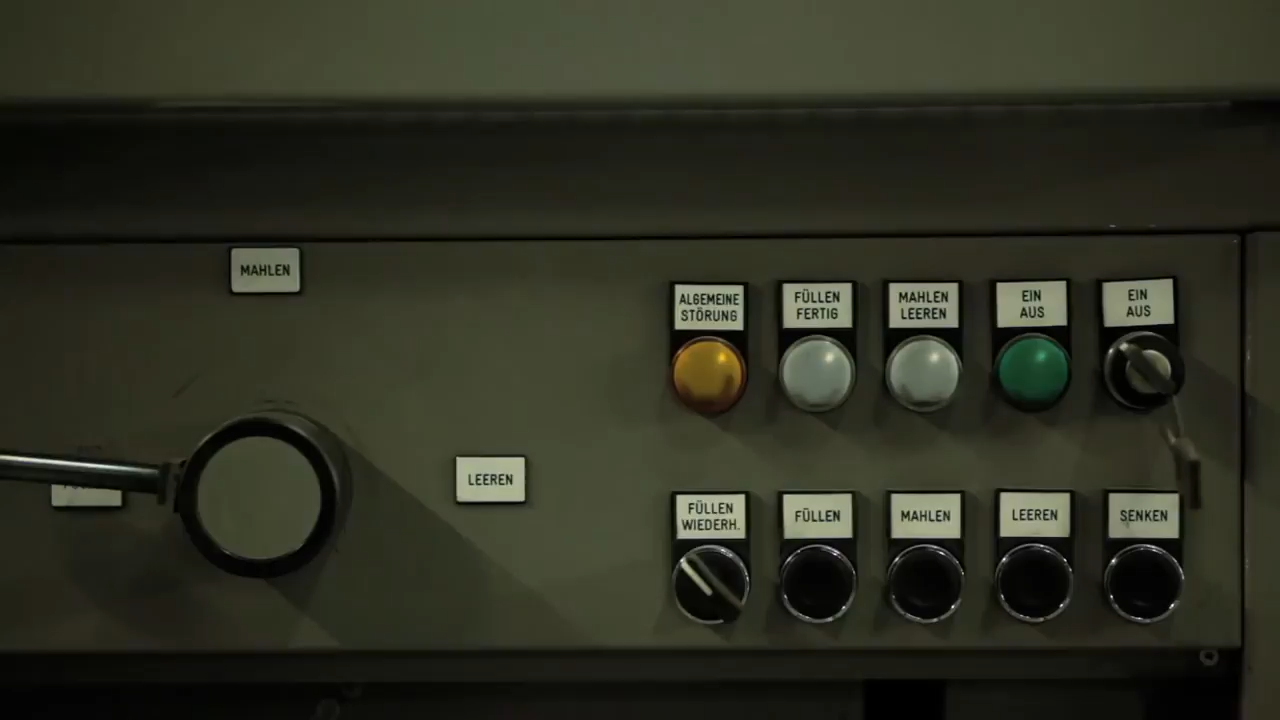 MAHLEN
ALGEMEINE
STÖRUNG
FÜLLEN
FERTIG
MAHLEN
LEEREN
EIN
AUS
EIN
AUS
LEEREN
FÜLLEN
WIEDERH.
FÜLLEN
MAHLEN
LEEREN
SENKEN